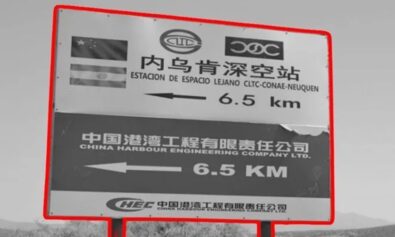 CLTC
内乌肯深空站
ESTACION DE ESPACIO LEJANO CLTC-CONAE-NEUQUEN
6.5 km
中国港湾工程有限责任公司
CHINA HARBOUR ENGINEERING COMPANY LTD.
6.5 KM
CHEC 中国港湾工程有限责任公司